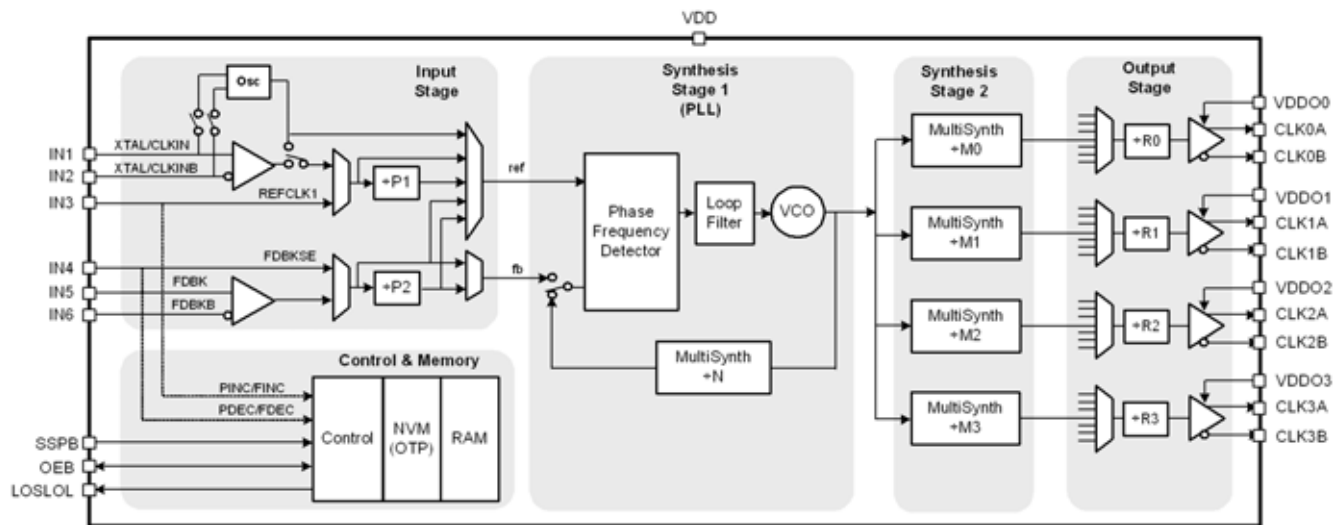 VDD
Input
Stage
Synthesis
Stage 1
(PLL)
Synthesis
Stage 2
Output
Stage
Osc
XTAL/CLKIN
XTAL/CLKINB
REFCLK1
IN1
IN2
IN3
÷P1
ref
FDBKSE
FDBK
FDBKB
IN4
IN5
IN6
÷P2
fb
Phase
Frequency
Detector
Loop
Filter
VCO
MultiSynth
÷N
MultiSynth
÷M0
MultiSynth
÷M1
MultiSynth
÷M2
MultiSynth
÷M3
÷R0
÷R1
÷R2
÷R3
VDDO0
CLK0A
CLK0B
VDDO1
CLK1A
CLK1B
VDDO2
CLK2A
CLK2B
VDDO3
CLK3A
CLK3B
Control & Memory
PINC/FINC
PDEC/FDEC
Control
NVM
(OTP)
RAM
SSPB
OEB
LOSLOL